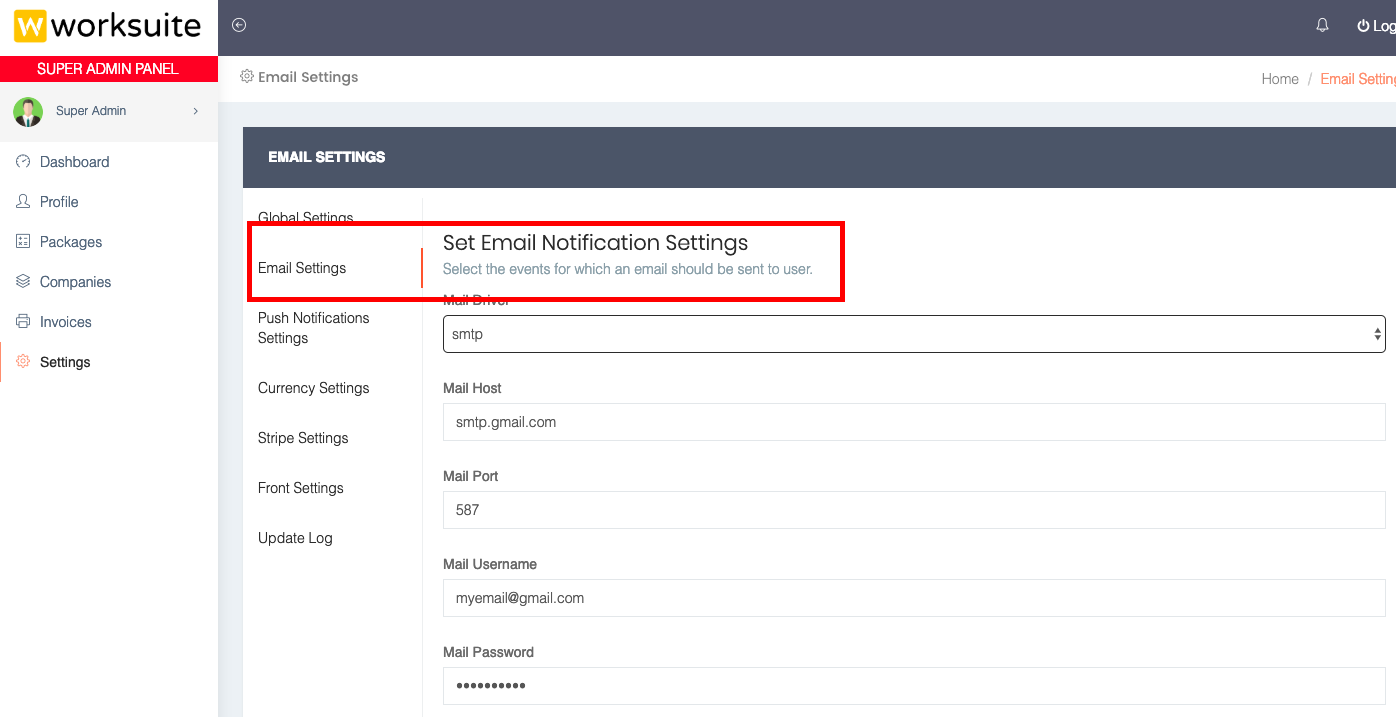 worksuite
Log
SUPER ADMIN PANEL
Email Settings
Home / Email Setting
Super Admin
Dashboard
Profile
Packages
Companies
Invoices
Settings
EMAIL SETTINGS
Global Settings
Email Settings
Push Notifications
Settings
Currency Settings
Stripe Settings
Front Settings
Update Log
Set Email Notification Settings
Select the events for which an email should be sent to user.
Mail Driver
smtp
Mail Host
smtp.gmail.com
Mail Port
587
Mail Username
myemail@gmail.com
Mail Password
••••••••••